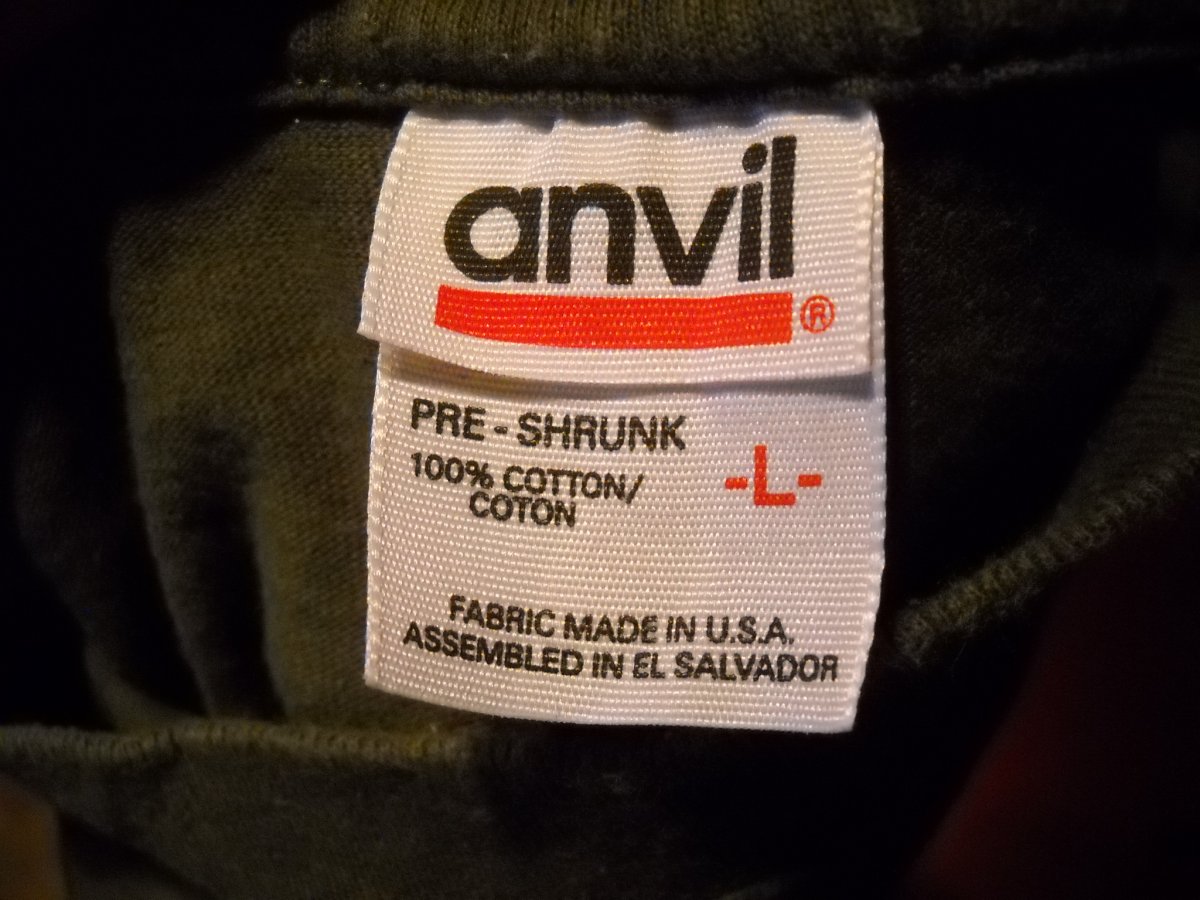 anvil
®
PRE - SHRUNK
100% COTTON/
COTON
-L-
FABRIC MADE IN U.S.A.
ASSEMBLED IN EL SALVADOR